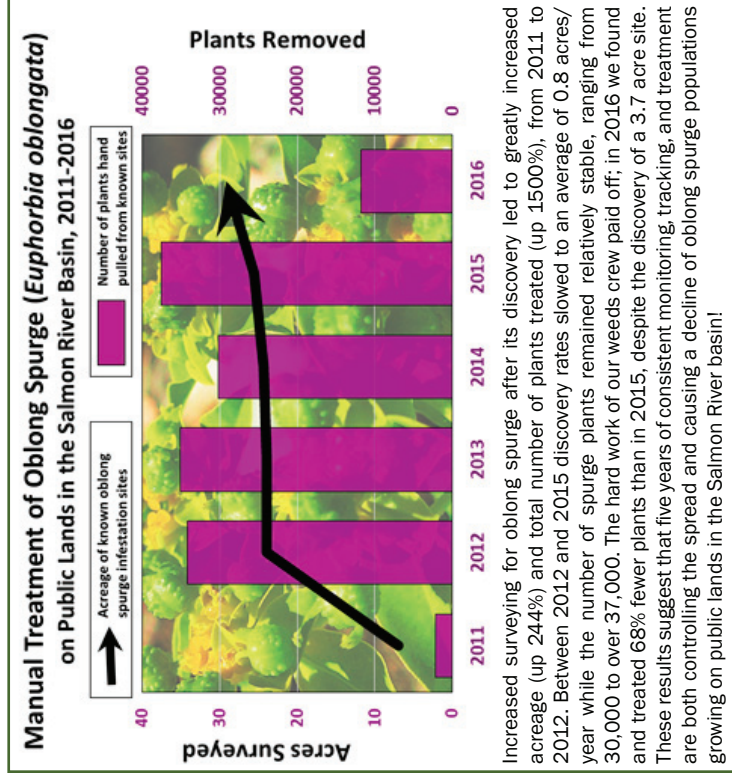 Manual Treatment of Oblong Spurge (Euphorbia oblongata)
on Public Lands in the Salmon River Basin, 2011-2016
Acreage of known oblong
spurge infestation sites
Number of plants hand
pulled from known sites
Acres Surveyed
40
30
20
10
0
Plants Removed
40000
30000
20000
10000
0
2011
2012
2013
2014
2015
2016
Increased surveying for oblong spurge after its discovery led to greatly increased
acreage (up 244%) and total number of plants treated (up 1500%), from 2011 to
2012. Between 2012 and 2015 discovery rates slowed to an average of 0.8 acres/
year while the number of spurge plants remained relatively stable, ranging from
30,000 to over 37,000. The hard work of our weeds crew paid off; in 2016 we found
and treated 68% fewer plants than in 2015, despite the discovery of a 3.7 acre site.
These results suggest that five years of consistent monitoring, tracking, and treatment
are both controlling the spread and causing a decline of oblong spurge populations
growing on public lands in the Salmon River basin!